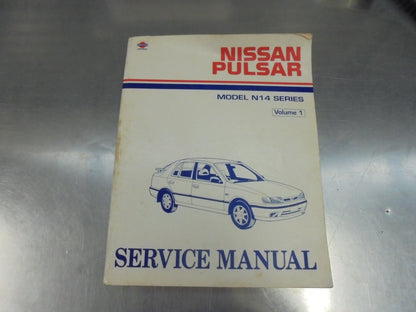 NISSAN
PULSAR
MODEL N14 SERIES
Volume 1
SERVICE MANUAL